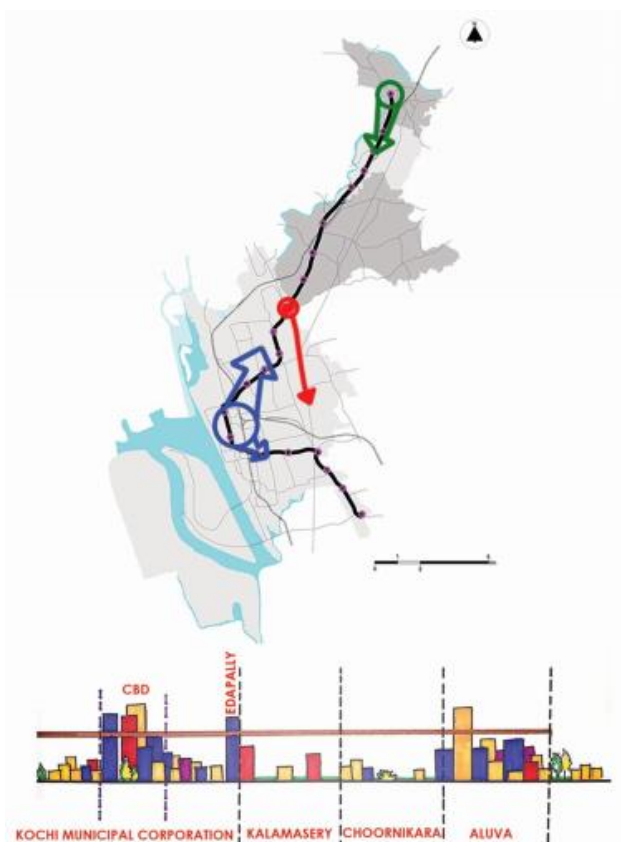 CBD
EDAPALLY
KOCHI MUNICIPAL CORPORATION
KALAMASERY
CHOORNIKARA
ALUVA